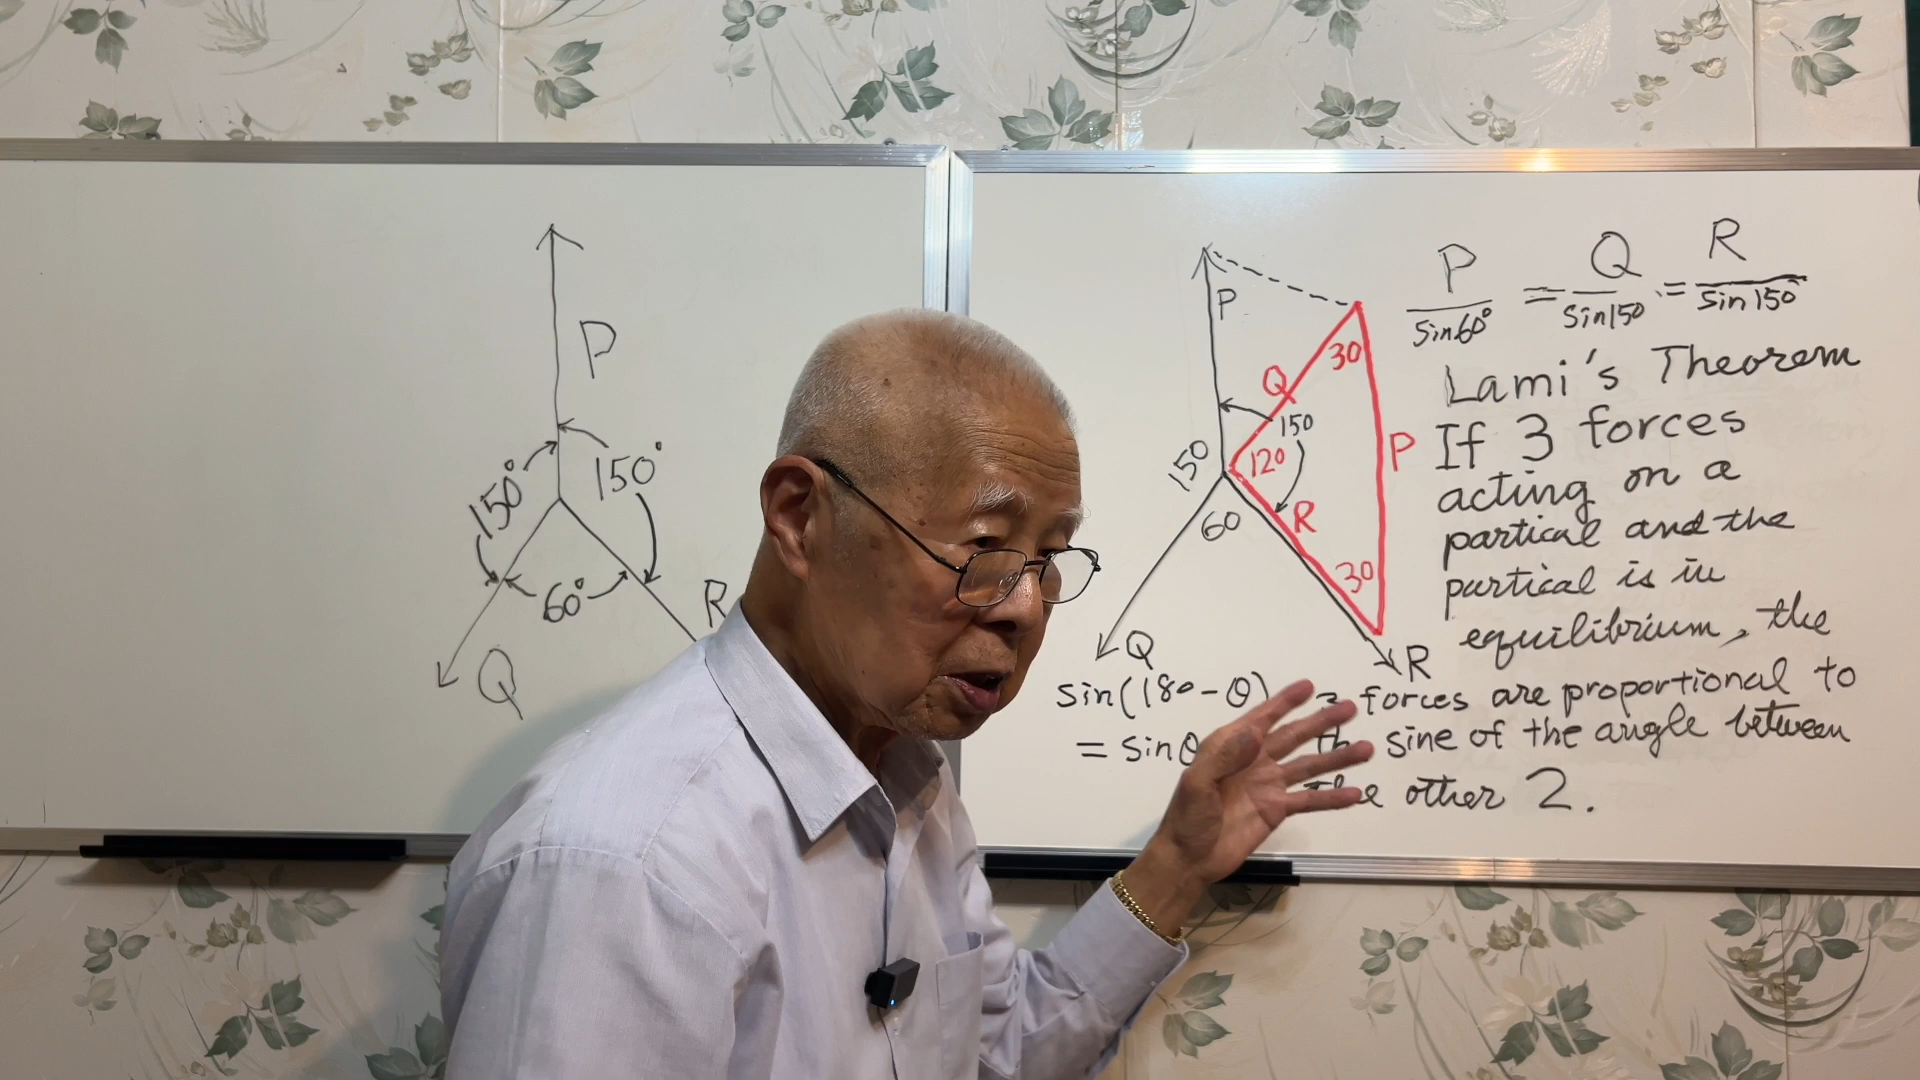 P
150°
150°
60°
Q
R
P
150
150
60
Q
R
Q
30
120
R
30
P
P/sin60° = Q/sin150 = R/sin150°
Lami's Theorem
If 3 forces
acting on a
partical and the
partical is in
equilibrium, the
forces are proportional to
sine of the angle between
the other 2.
sin(180-θ)
= sinθ